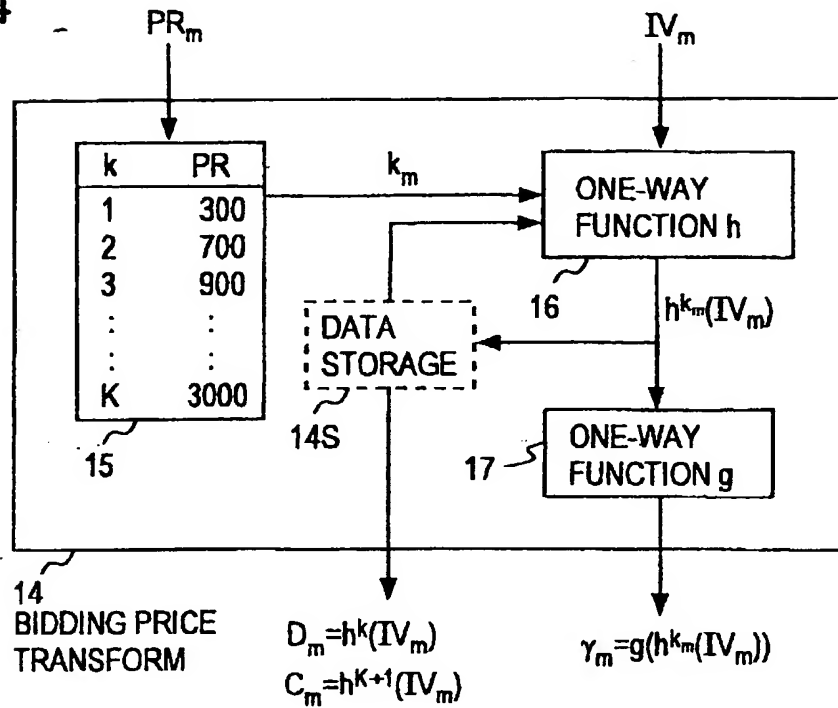 4
PR_m
IV_m
k PR
1 300
2 700
3 900
: :
: :
K 3000
15
k_m
ONE-WAY
FUNCTION h
16
h^{k_m}(IV_m)
DATA
STORAGE
14S
17
ONE-WAY
FUNCTION g
14
BIDDING PRICE
TRANSFORM
D_m=h^k(IV_m)
C_m=h^{K+1}(IV_m)
γ_m=g(h^{k_m}(IV_m))